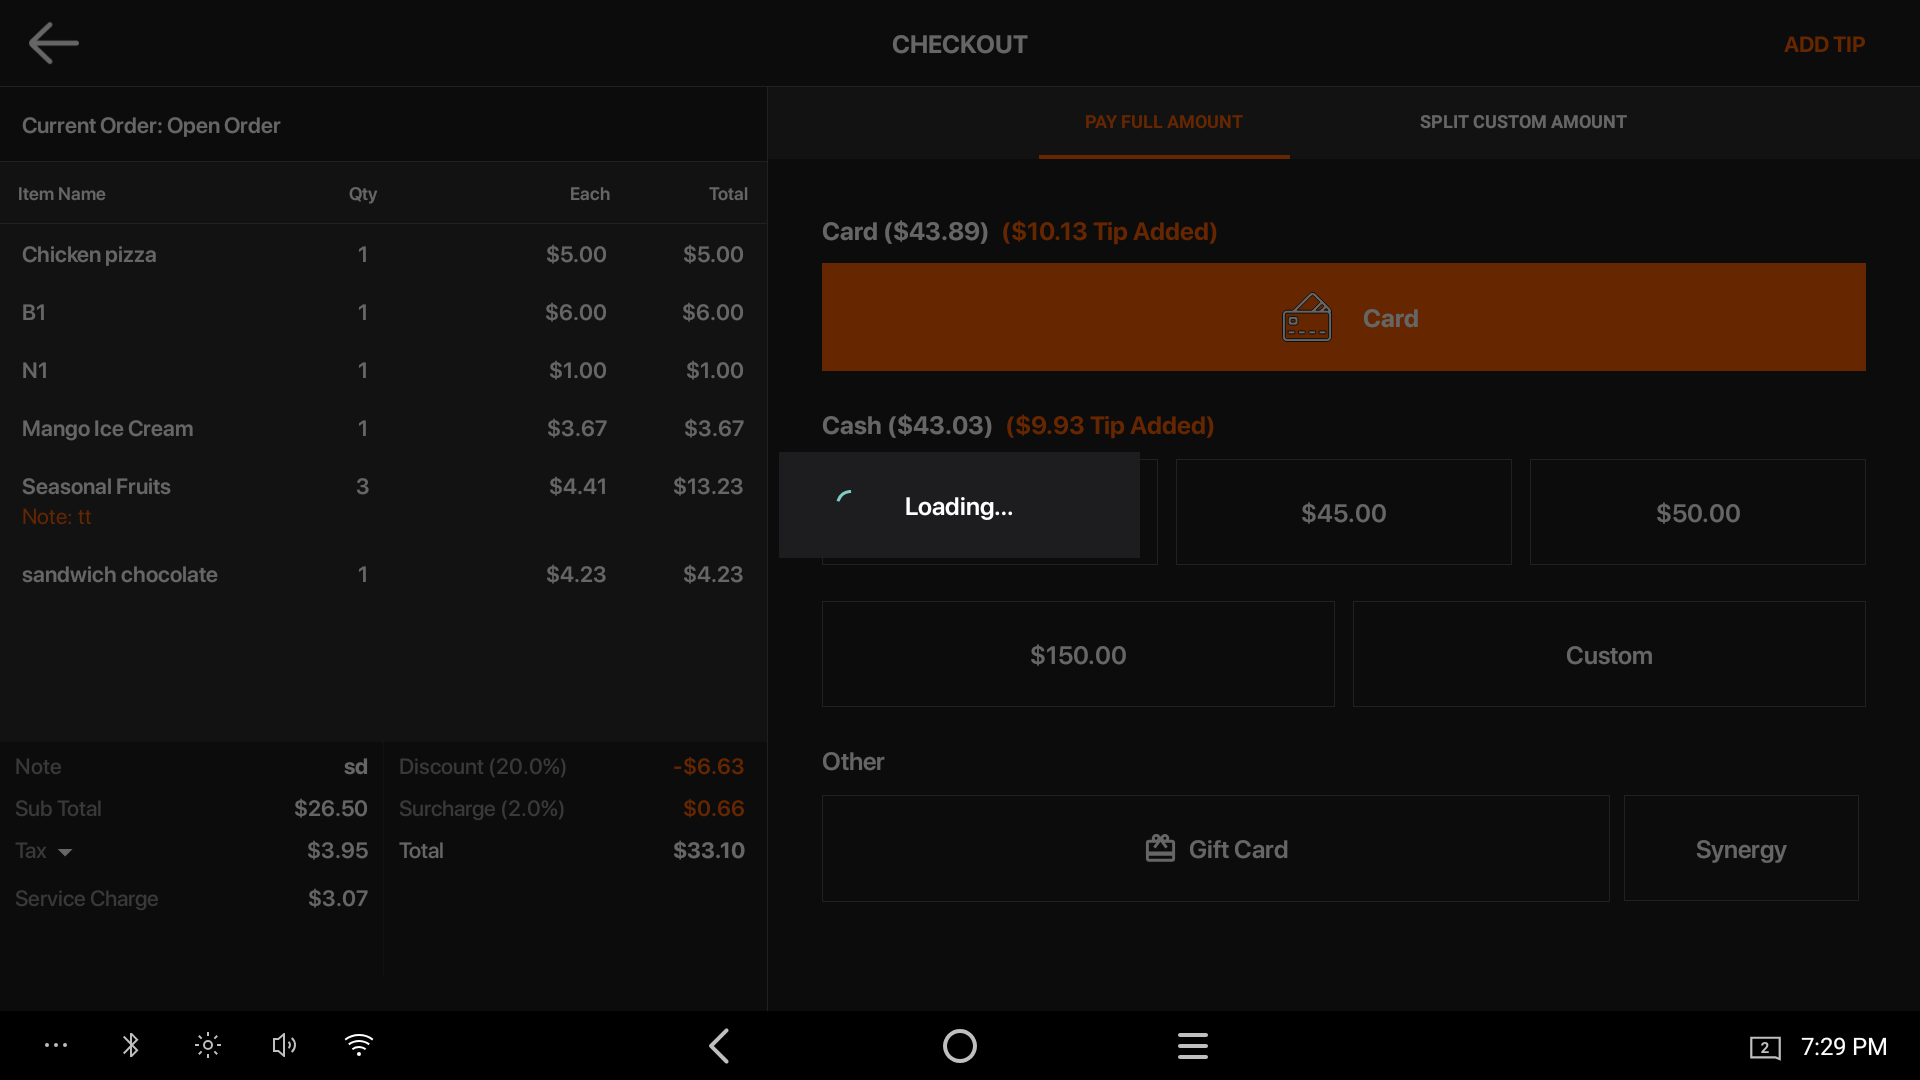 CHECKOUT
ADD TIP
Current Order: Open Order
Item Name Qty Each Total
Chicken pizza 1 $5.00 $5.00
B1 1 $6.00 $6.00
N1 1 $1.00 $1.00
Mango Ice Cream 1 $3.67 $3.67
Seasonal Fruits 3 $4.41 $13.23
Note: tt
sandwich chocolate 1 $4.23 $4.23
Note sd
Sub Total $26.50
Tax $3.95
Service Charge $3.07
Discount (20.0%) -$6.63
Surcharge (2.0%) $0.66
Total $33.10
PAY FULL AMOUNT
SPLIT CUSTOM AMOUNT
Card ($43.89) ($10.13 Tip Added)
Card
Cash ($43.03) ($9.93 Tip Added)
Loading...
$45.00
$50.00
$150.00
Custom
Other
Gift Card
Synergy
2
7:29 PM